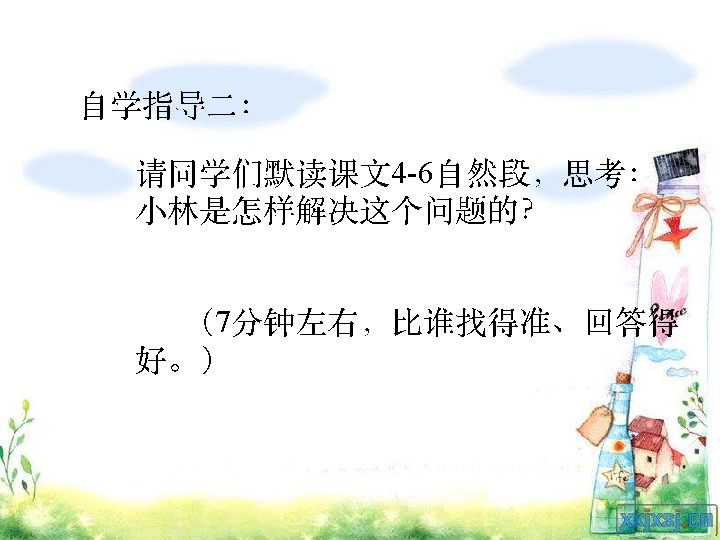 自学指导二：
请同学们默读课文4-6自然段，思考：
小林是怎样解决这个问题的？
（7分钟左右，比谁找得准、回答得
好。）
xxjxsj.cn